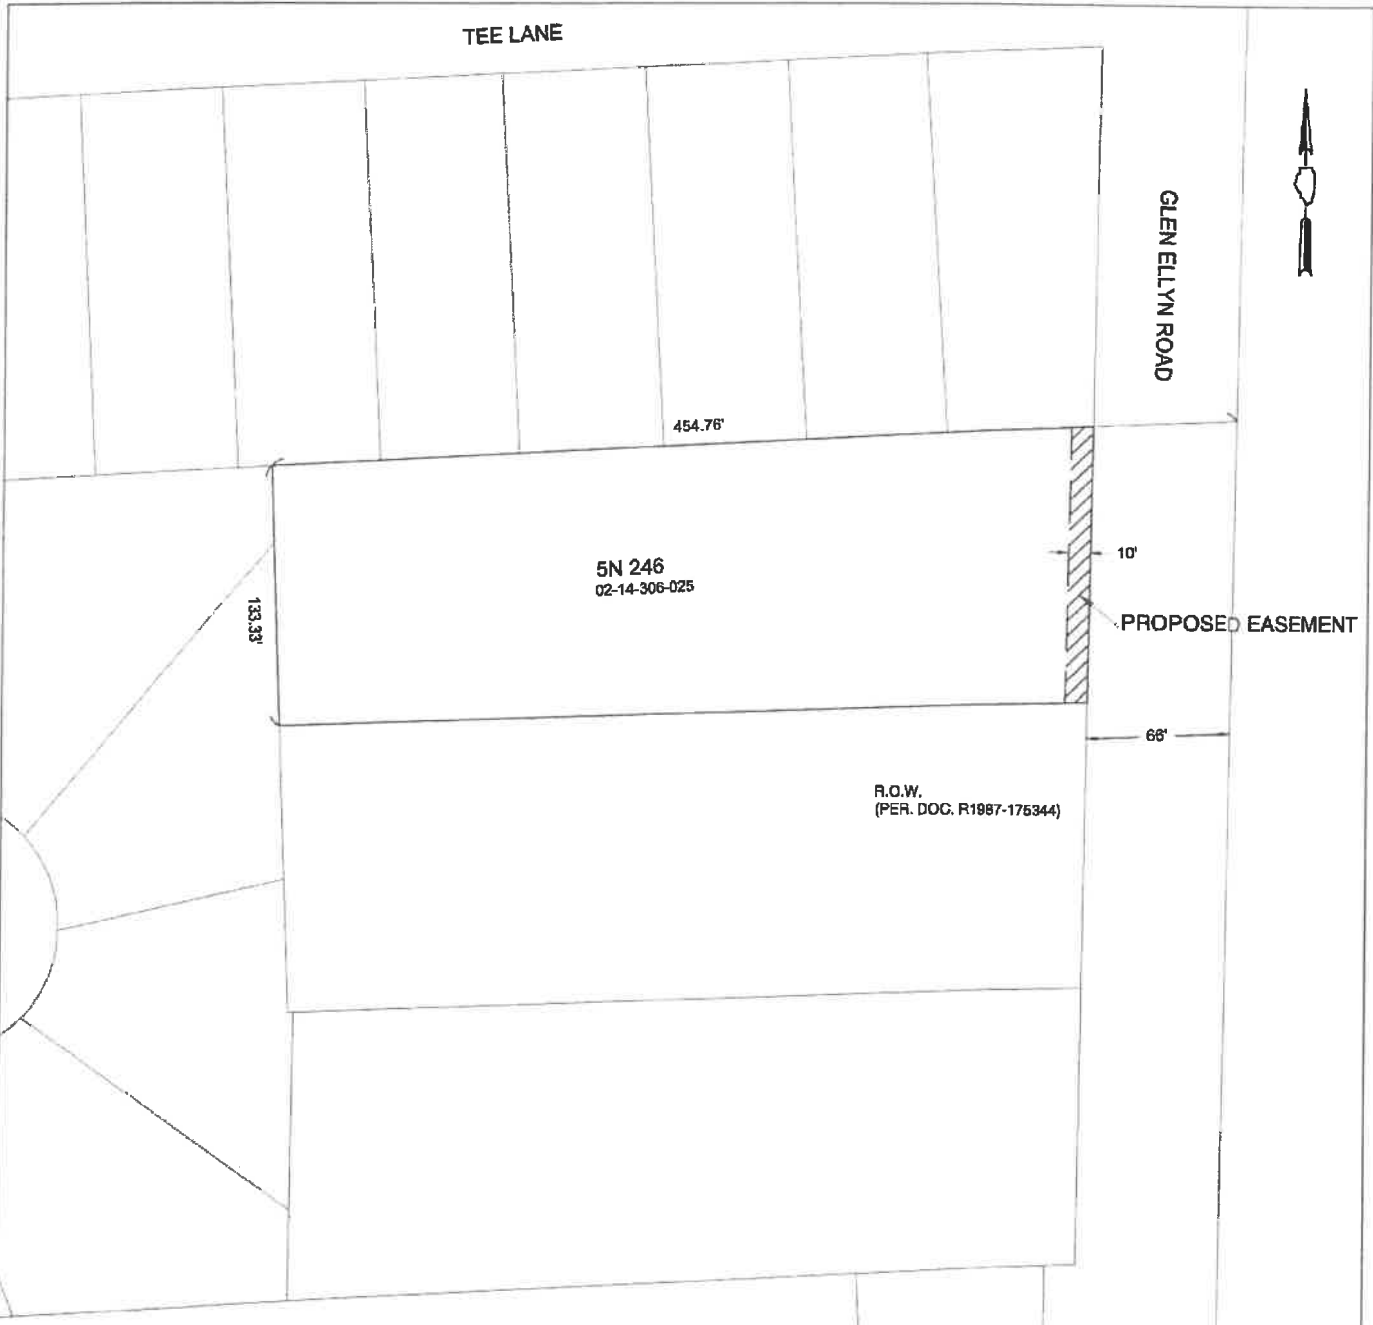 TEE LANE
GLEN ELLYN ROAD
454.76'
5N 246
02-14-306-025
133.33'
10'
PROPOSED EASEMENT
66'
R.O.W.
(PER. DOC. R1987-175344)